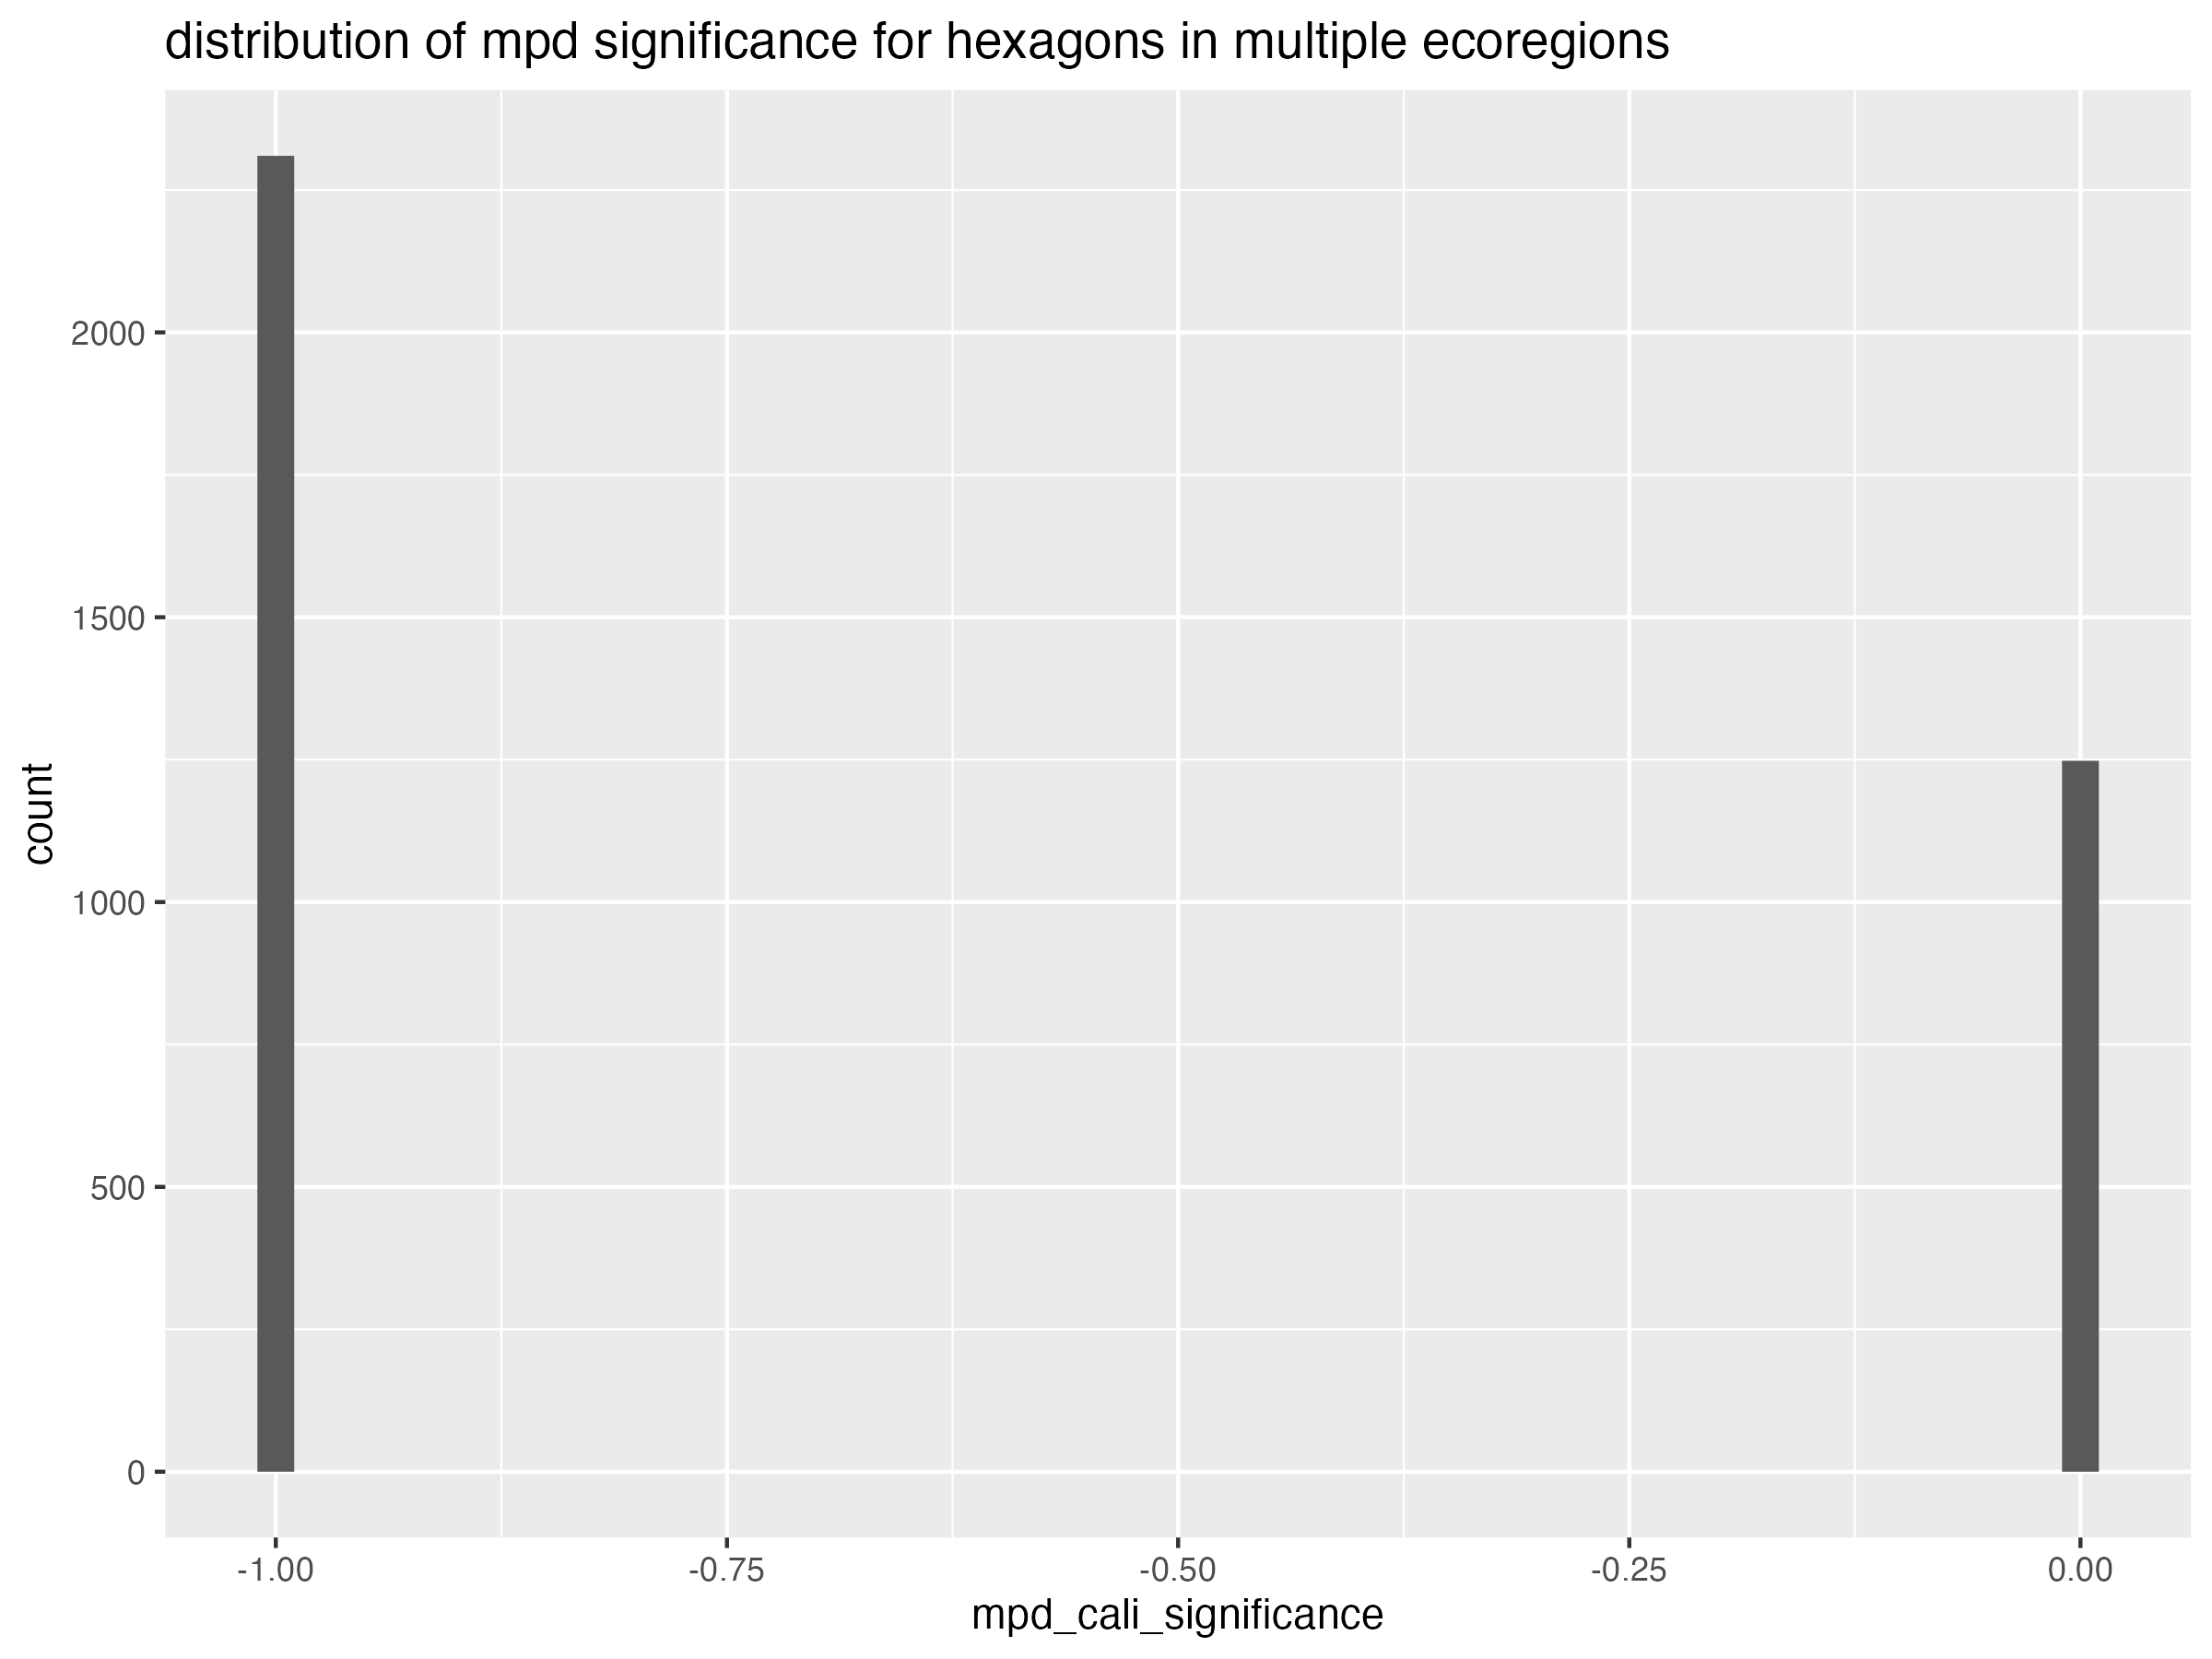 distribution of mpd significance for hexagons in multiple ecoregions
count
2000
1500
1000
500
0
-1.00 -0.75 -0.50 -0.25 0.00
mpd_cali_significance